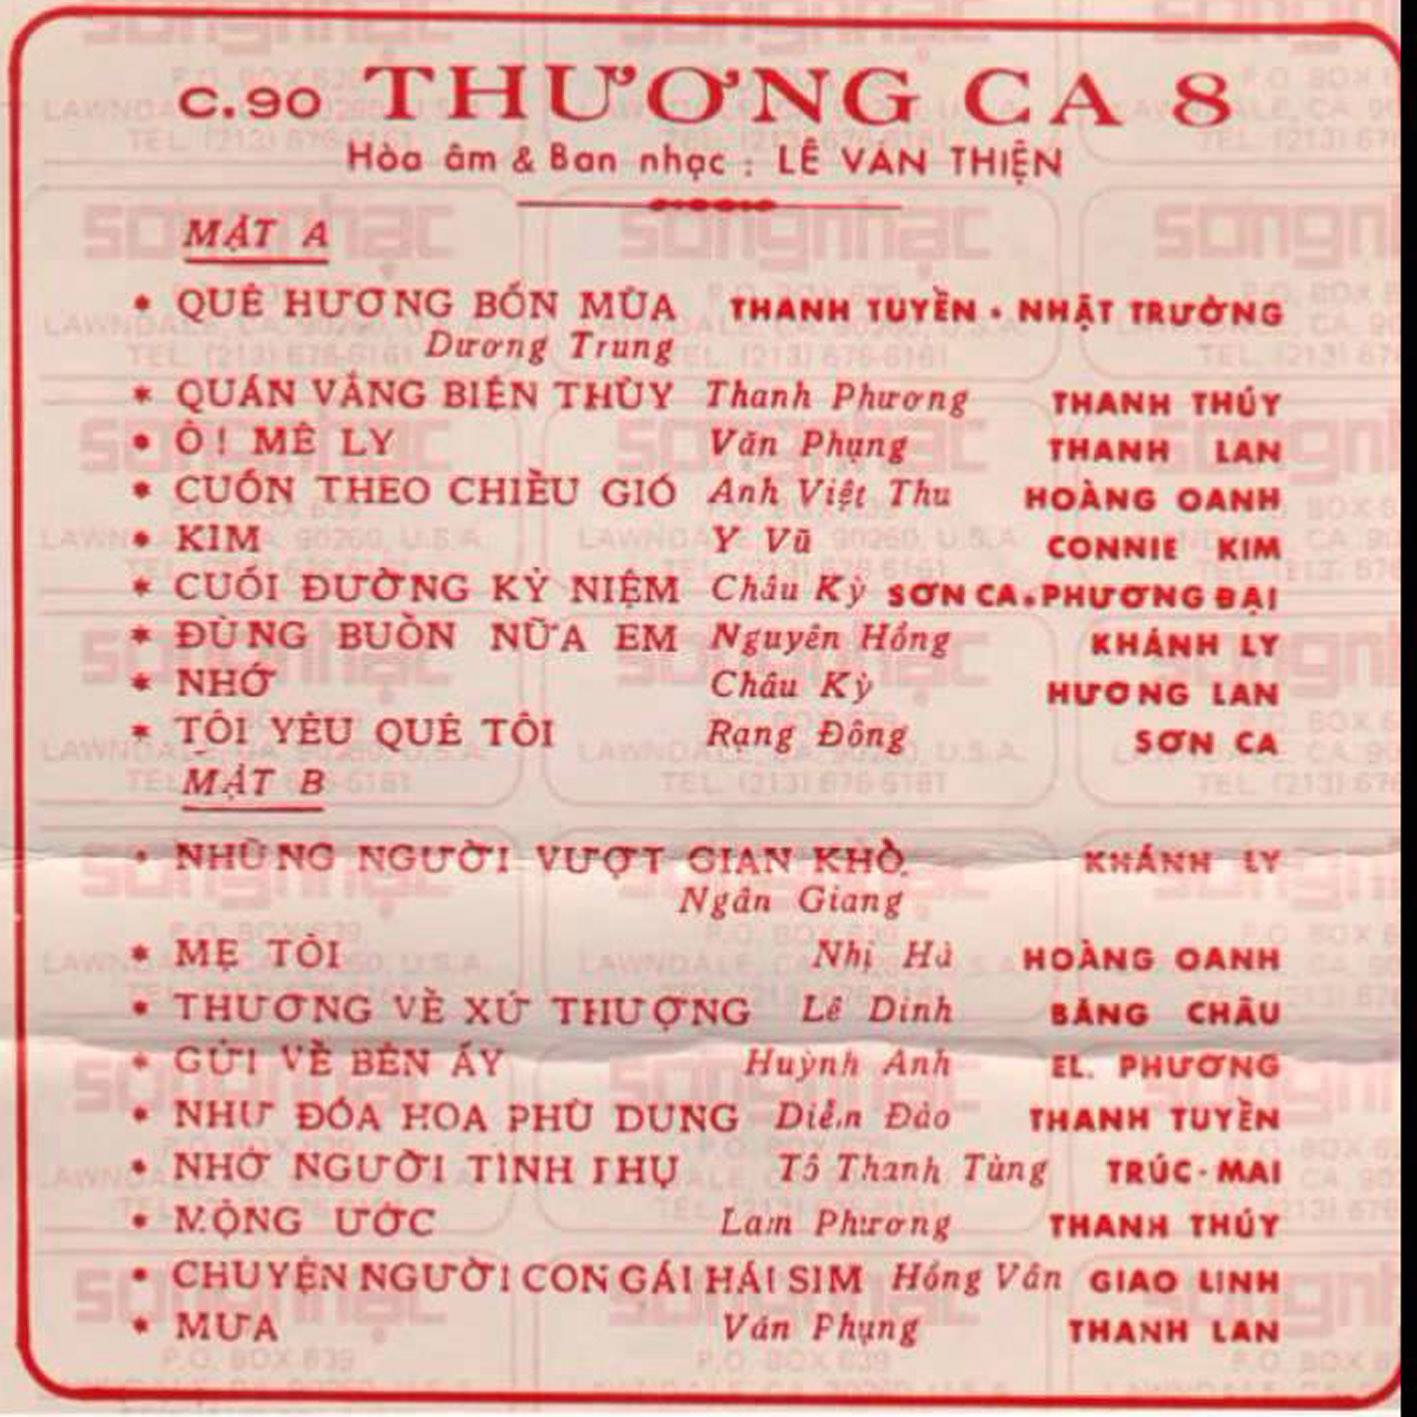 C.90 THƯƠNG CA 8
Hòa âm & Ban nhạc : LÊ VĂN THIỆN
MẶT A
* QUÊ HƯƠNG BỐN MÙA THANH TUYỀN - NHẬT TRƯỜNG
Dương Trung
* QUÁN VẮNG BIÊN THÙY Thanh Phương THANH THÚY
* Ô ! MÊ LY Văn Phụng THANH LAN
* CUỐN THEO CHIỀU GIÓ Anh Việt Thu HOÀNG OANH
* KIM Y Vũ CONNIE KIM
* CUỐI ĐƯỜNG KỶ NIỆM Châu Kỳ SƠN CA - PHƯƠNG ĐẠI
* ĐỪNG BUỒN NỮA EM Nguyên Hồng KHÁNH LY
* NHỚ Châu Kỳ HƯƠNG LAN
* TÔI YÊU QUÊ TÔI Rạng Đông SƠN CA
MẶT B
* NHỮNG NGƯỜI VƯỢT GIAN KHỔ KHÁNH LY
Ngân Giang
* MẸ TÔI Nhị Hà HOÀNG OANH
* THƯƠNG VỀ XỨ THƯỢNG Lê Dinh BĂNG CHÂU
* GỬI VỀ BÊN ẤY Huỳnh Anh EL. PHƯƠNG
* NHƯ ĐÓA HOA PHÙ DUNG Diễn Đào THANH TUYỀN
* NHỚ NGƯỜI TÌNH THỤ Tô Thanh Tùng TRÚC - MAI
* MỘNG ƯỚC Lam Phương THANH THÚY
* CHUYỆN NGƯỜI CON GÁI HÁI SIM Hồng Vân GIAO LINH
* MƯA Văn Phụng THANH LAN